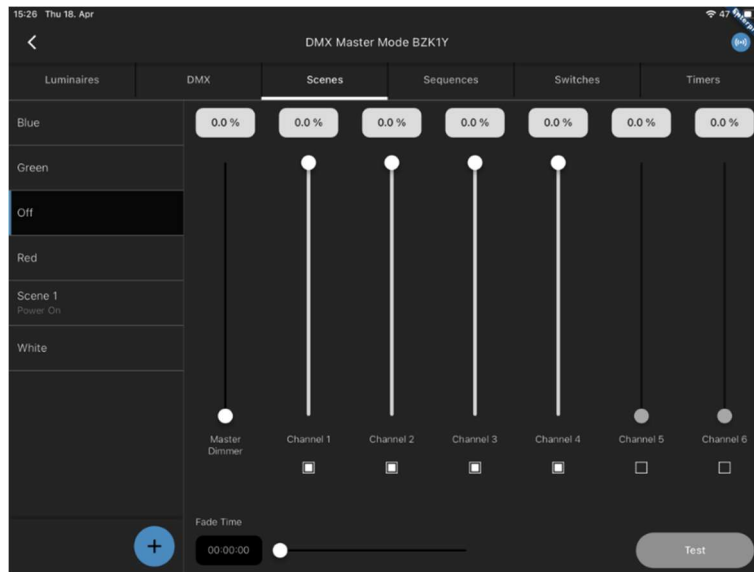 15:26 Thu 18. Apr
47 %
DMX Master Mode BZK1Y
Luminaires DMX Scenes Sequences Switches Timers
Blue
Green
Off
Red
Scene 1
Power On
White
0.0 % 0.0 % 0.0 % 0.0 % 0.0 % 0.0 % 0.0 %
Master
Dimmer
Channel 1 Channel 2 Channel 3 Channel 4 Channel 5 Channel 6
Fade Time
00:00:00
Test